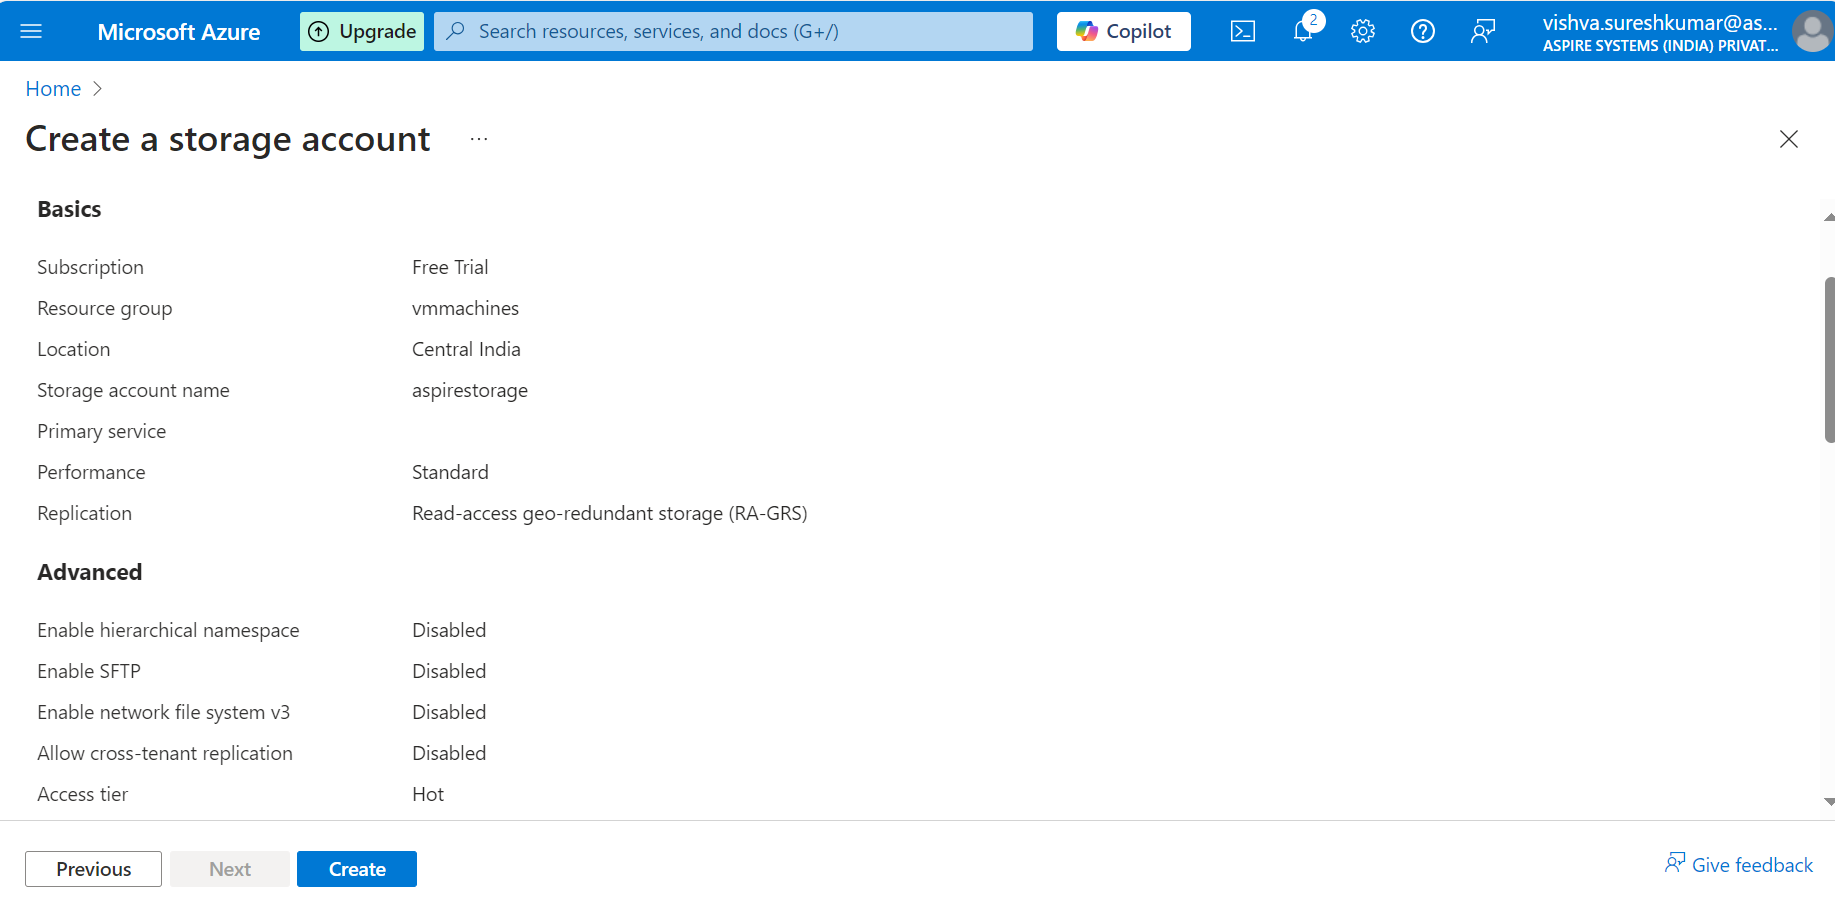 Microsoft Azure
Upgrade
Search resources, services, and docs (G+/)
Copilot
2
vishva.sureshkumar@as...
ASPIRE SYSTEMS (INDIA) PRIVAT...
Home
Create a storage account
...
Basics
Subscription Free Trial
Resource group vmmachines
Location Central India
Storage account name aspirestorage
Primary service
Performance Standard
Replication Read-access geo-redundant storage (RA-GRS)
Advanced
Enable hierarchical namespace Disabled
Enable SFTP Disabled
Enable network file system v3 Disabled
Allow cross-tenant replication Disabled
Access tier Hot
Previous Next Create
Give feedback